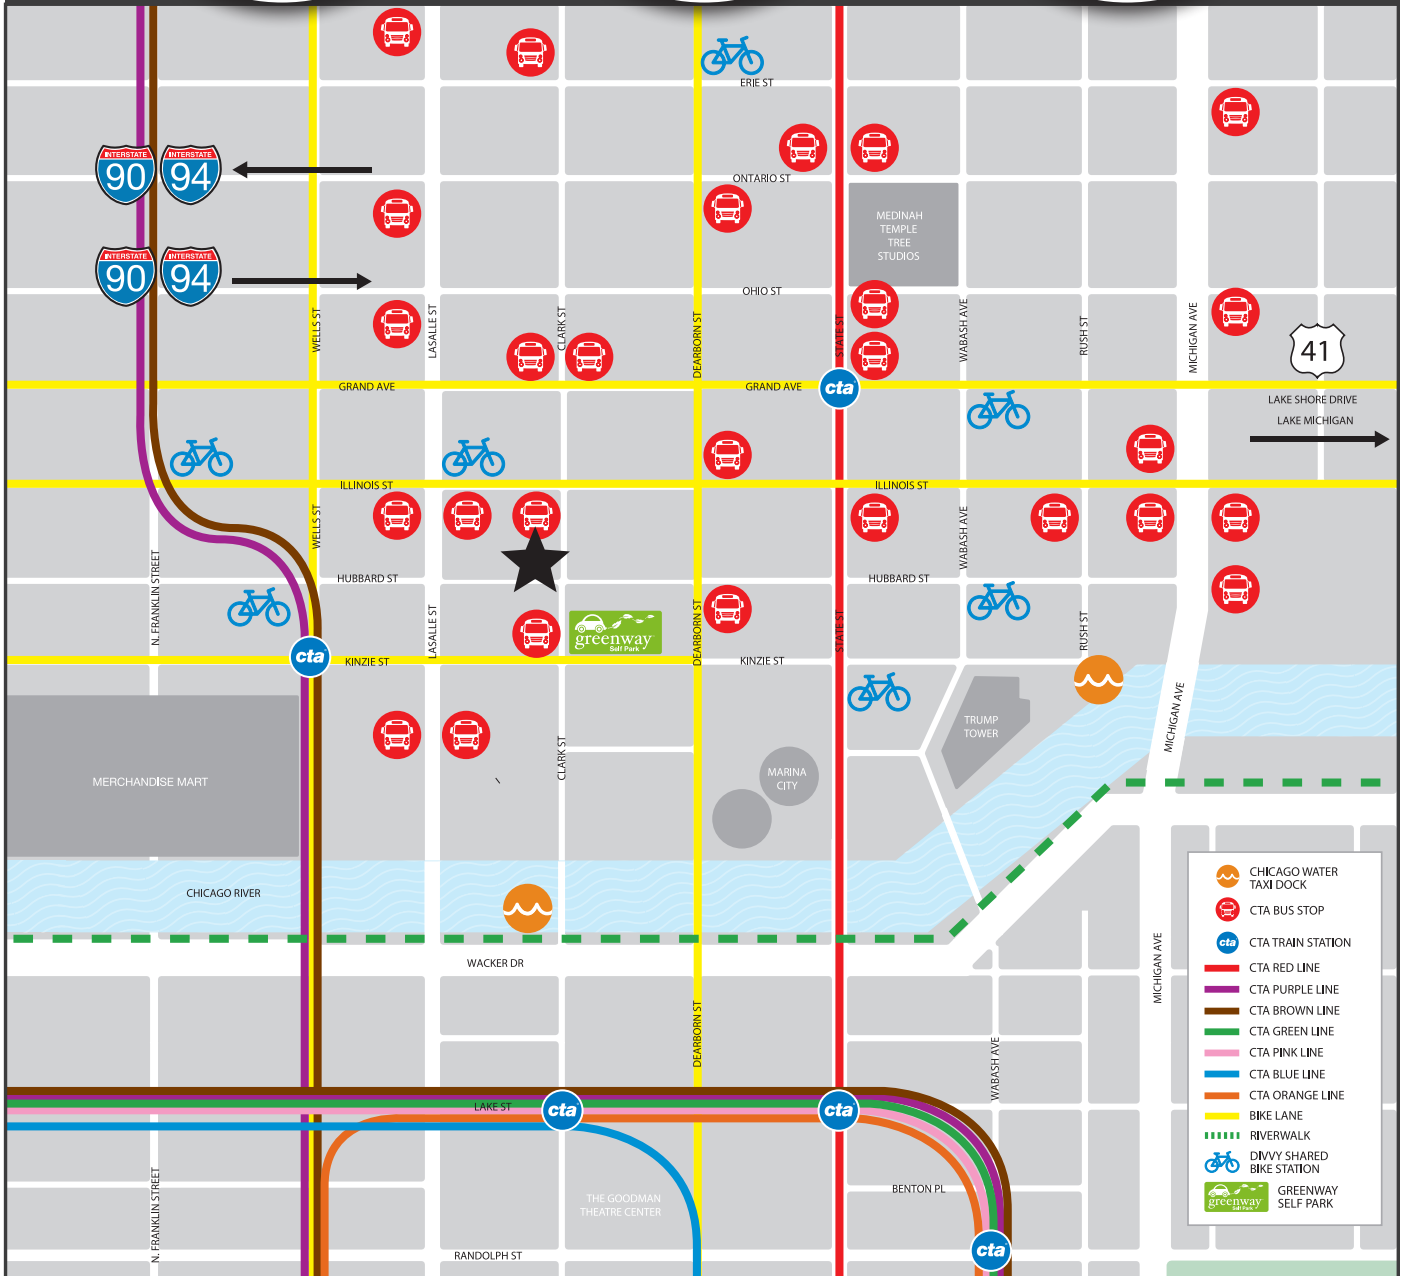 ERIE ST
INTERSTATE
90
INTERSTATE
94
ONTARIO ST
MEDINAH
TEMPLE
TREE
STUDIOS
INTERSTATE
90
INTERSTATE
94
OHIO ST
WELLS ST
LASALLE ST
CLARK ST
DEARBORN ST
STATE ST
WABASH AVE
RUSH ST
MICHIGAN AVE
41
GRAND AVE
GRAND AVE
cta
LAKE SHORE DRIVE
LAKE MICHIGAN
ILLINOIS ST
ILLINOIS ST
WELLS ST
WABASH AVE
HUBBARD ST
HUBBARD ST
N. FRANKLIN STREET
LASALLE ST
greenway
Self Park
DEARBORN ST
STATE ST
RUSH ST
cta
KINZIE ST
KINZIE ST
MICHIGAN AVE
TRUMP
TOWER
CLARK ST
MERCHANDISE MART
MARINA
CITY
CHICAGO RIVER
WACKER DR
MICHIGAN AVE
DEARBORN ST
WABASH AVE
LAKE ST
cta
cta
N. FRANKLIN STREET
THE GOODMAN
THEATRE CENTER
BENTON PL
RANDOLPH ST
cta
CHICAGO WATER
TAXI DOCK
CTA BUS STOP
cta
CTA TRAIN STATION
CTA RED LINE
CTA PURPLE LINE
CTA BROWN LINE
CTA GREEN LINE
CTA PINK LINE
CTA BLUE LINE
CTA ORANGE LINE
BIKE LANE
RIVERWALK
DIVVY SHARED
BIKE STATION
greenway
Self Park
GREENWAY
SELF PARK